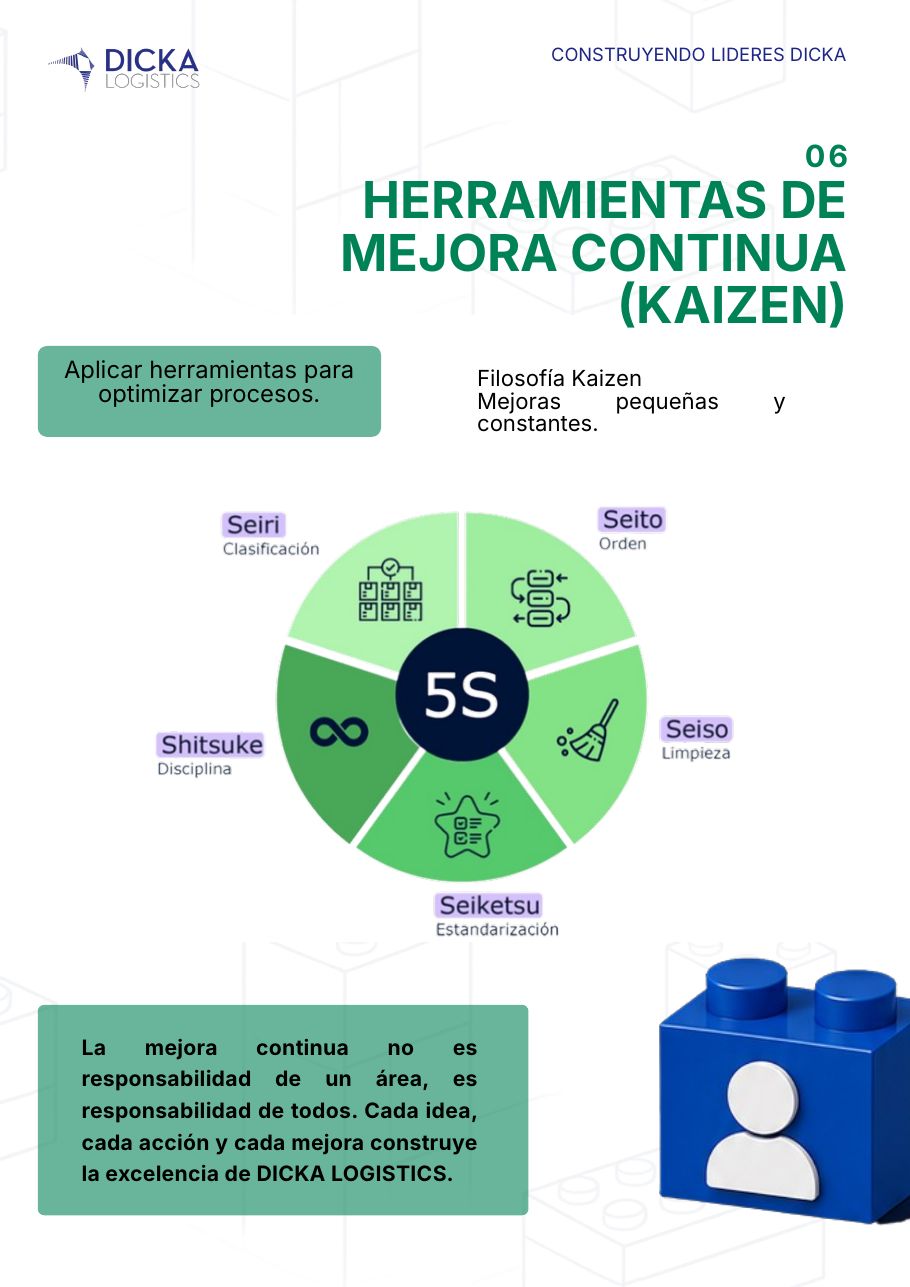 DICKA
LOGISTICS
CONSTRUYENDO LIDERES DICKA
06
HERRAMIENTAS DE
MEJORA CONTINUA
(KAIZEN)
Aplicar herramientas para
optimizar procesos.
Filosofía Kaizen
Mejoras pequeñas y
constantes.
Seiri
Clasificación
Seito
Orden
5S
Shitsuke
Disciplina
Seiso
Limpieza
Seiketsu
Estandarización
La mejora continua no es
responsabilidad de un área, es
responsabilidad de todos. Cada idea,
cada acción y cada mejora construye
la excelencia de DICKA LOGISTICS.